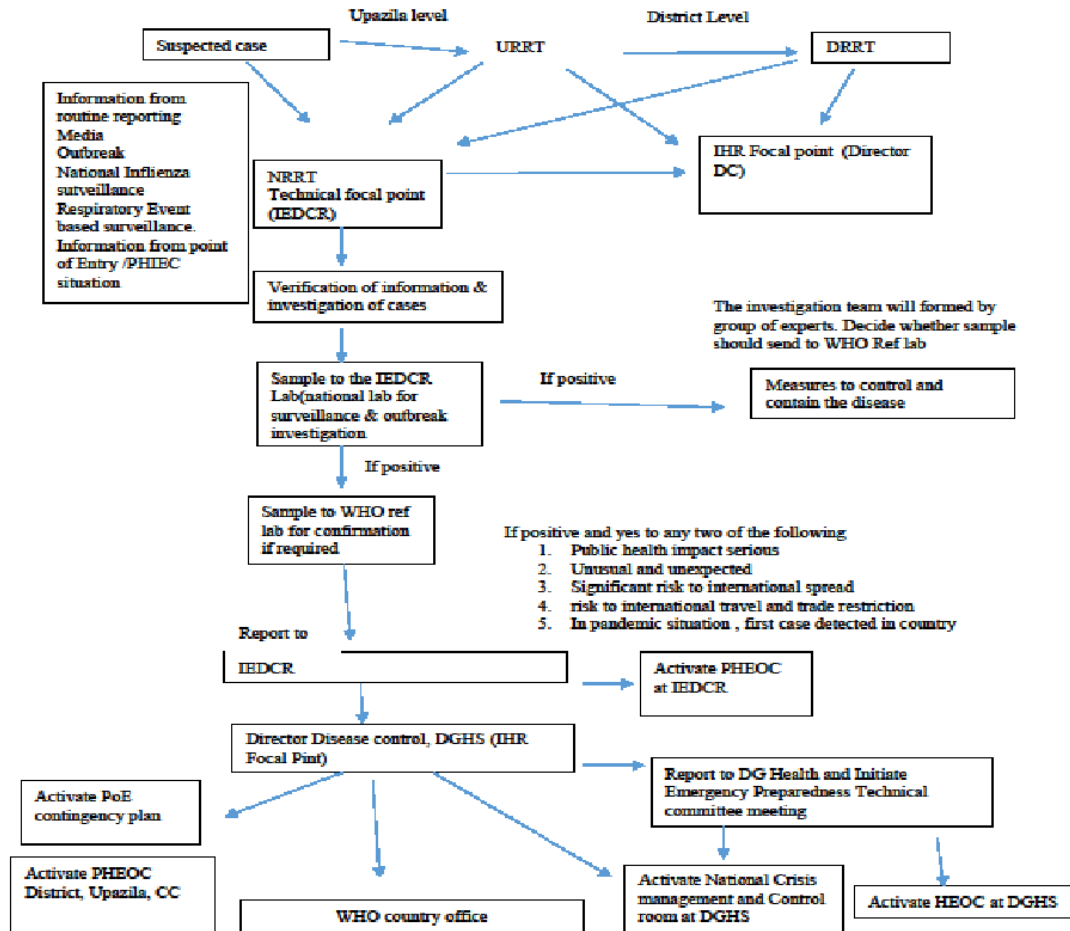 Upazila level
District Level
Suspected case
URRT
DRRT
Information from
routine reporting
Media
Outbreak
National Inflienza
sutveillance
Respiratory Event
based surveillance.
Information from point
of Entry /PHIEC
situation
NRRT
Technical focal point
(IEDCR)
IHR Focal point  (Director
DC)
Verification of information &
investigation of cases
The investigation team will formed by
group of experts. Decide whether sample
should send to WHO Ref lab
Sample to the IEDCR
Lab(national lab for
surveillance & outbreak
investigation
If positive
Measures to control and
contain the disease
If positive
Sample to WHO ref
lab for confirmation
if required
If positive and yes to any two of the following
1. Public health impact serious
2. Unusual and unexpected
3. Significant risk to international spread
4. risk to international travel and trade restriction
5. In pandemic situation , first case detected in country
Report to
IEDCR
Activate PHEOC
at IEDCR
Director Disease control, DGHS (IHR
Focal Pint)
Report to DG Health and Initiate
Emergency Preparedness Technical
committee meeting
Activate PoE
contingency plan
Activate PHEOC
District, Upazila, CC
WHO country office
Activate National Crisis
management and Control
room at DGHS
Activate HEOC at DGHS